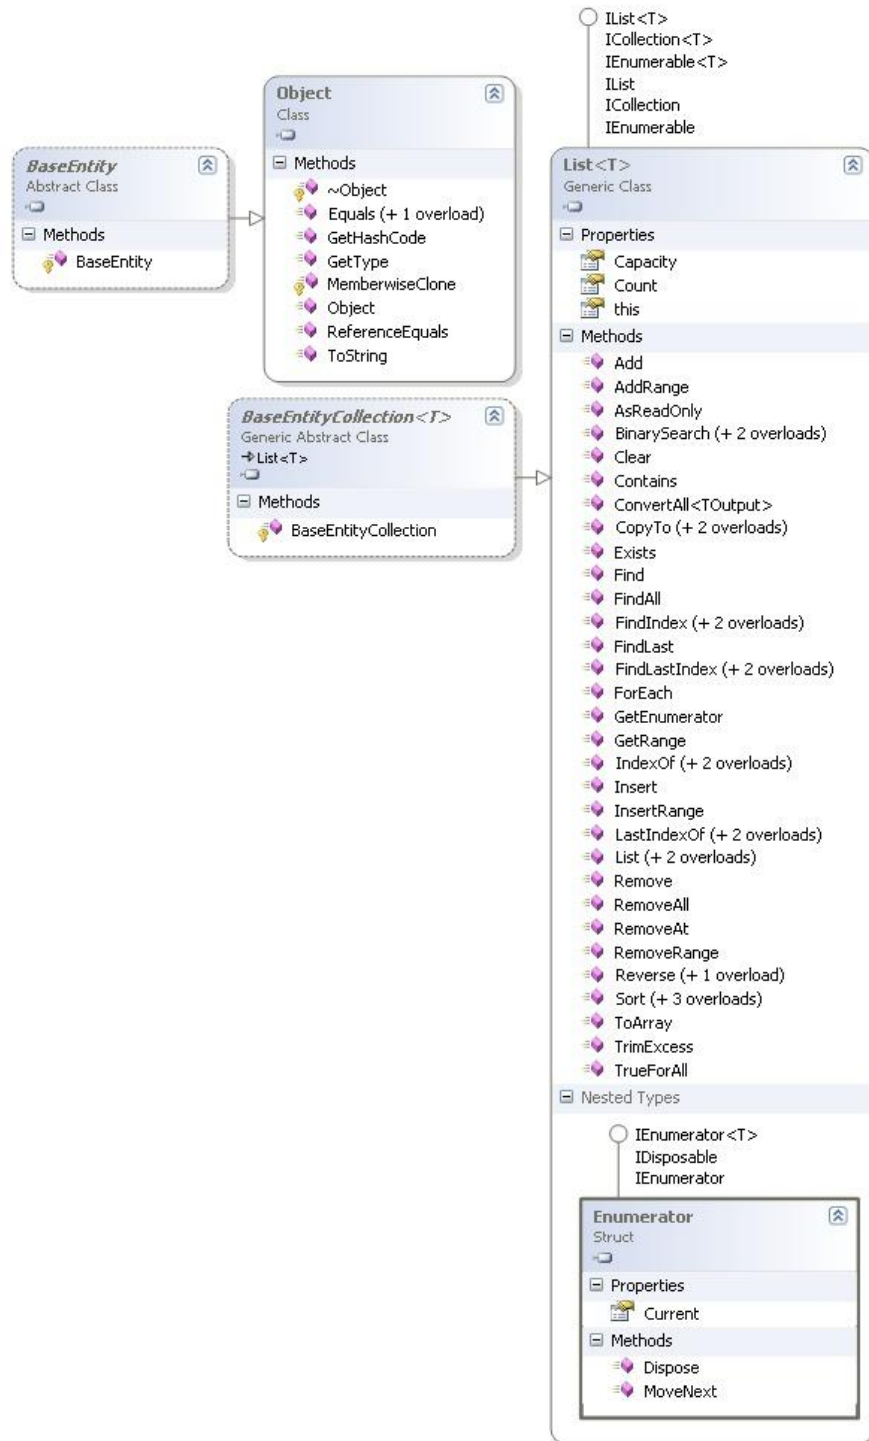 IList<T>
ICollection<T>
IEnumerable<T>
IList
ICollection
IEnumerable
Object
Class
Methods
~Object
Equals (+ 1 overload)
GetHashCode
GetType
MemberwiseClone
Object
ReferenceEquals
ToString
BaseEntity
Abstract Class
Methods
BaseEntity
BaseEntityCollection<T>
Generic Abstract Class
List<T>
Methods
BaseEntityCollection
List<T>
Generic Class
Properties
Capacity
Count
this
Methods
Add
AddRange
AsReadOnly
BinarySearch (+ 2 overloads)
Clear
Contains
ConvertAll<TOutput>
CopyTo (+ 2 overloads)
Exists
Find
FindAll
FindIndex (+ 2 overloads)
FindLast
FindLastIndex (+ 2 overloads)
ForEach
GetEnumerator
GetRange
IndexOf (+ 2 overloads)
Insert
InsertRange
LastIndexOf (+ 2 overloads)
List (+ 2 overloads)
Remove
RemoveAll
RemoveAt
RemoveRange
Reverse (+ 1 overload)
Sort (+ 3 overloads)
ToArray
TrimExcess
TrueForAll
Nested Types
IEnumerator<T>
IDisposable
IEnumerator
Enumerator
Struct
Properties
Current
Methods
Dispose
MoveNext